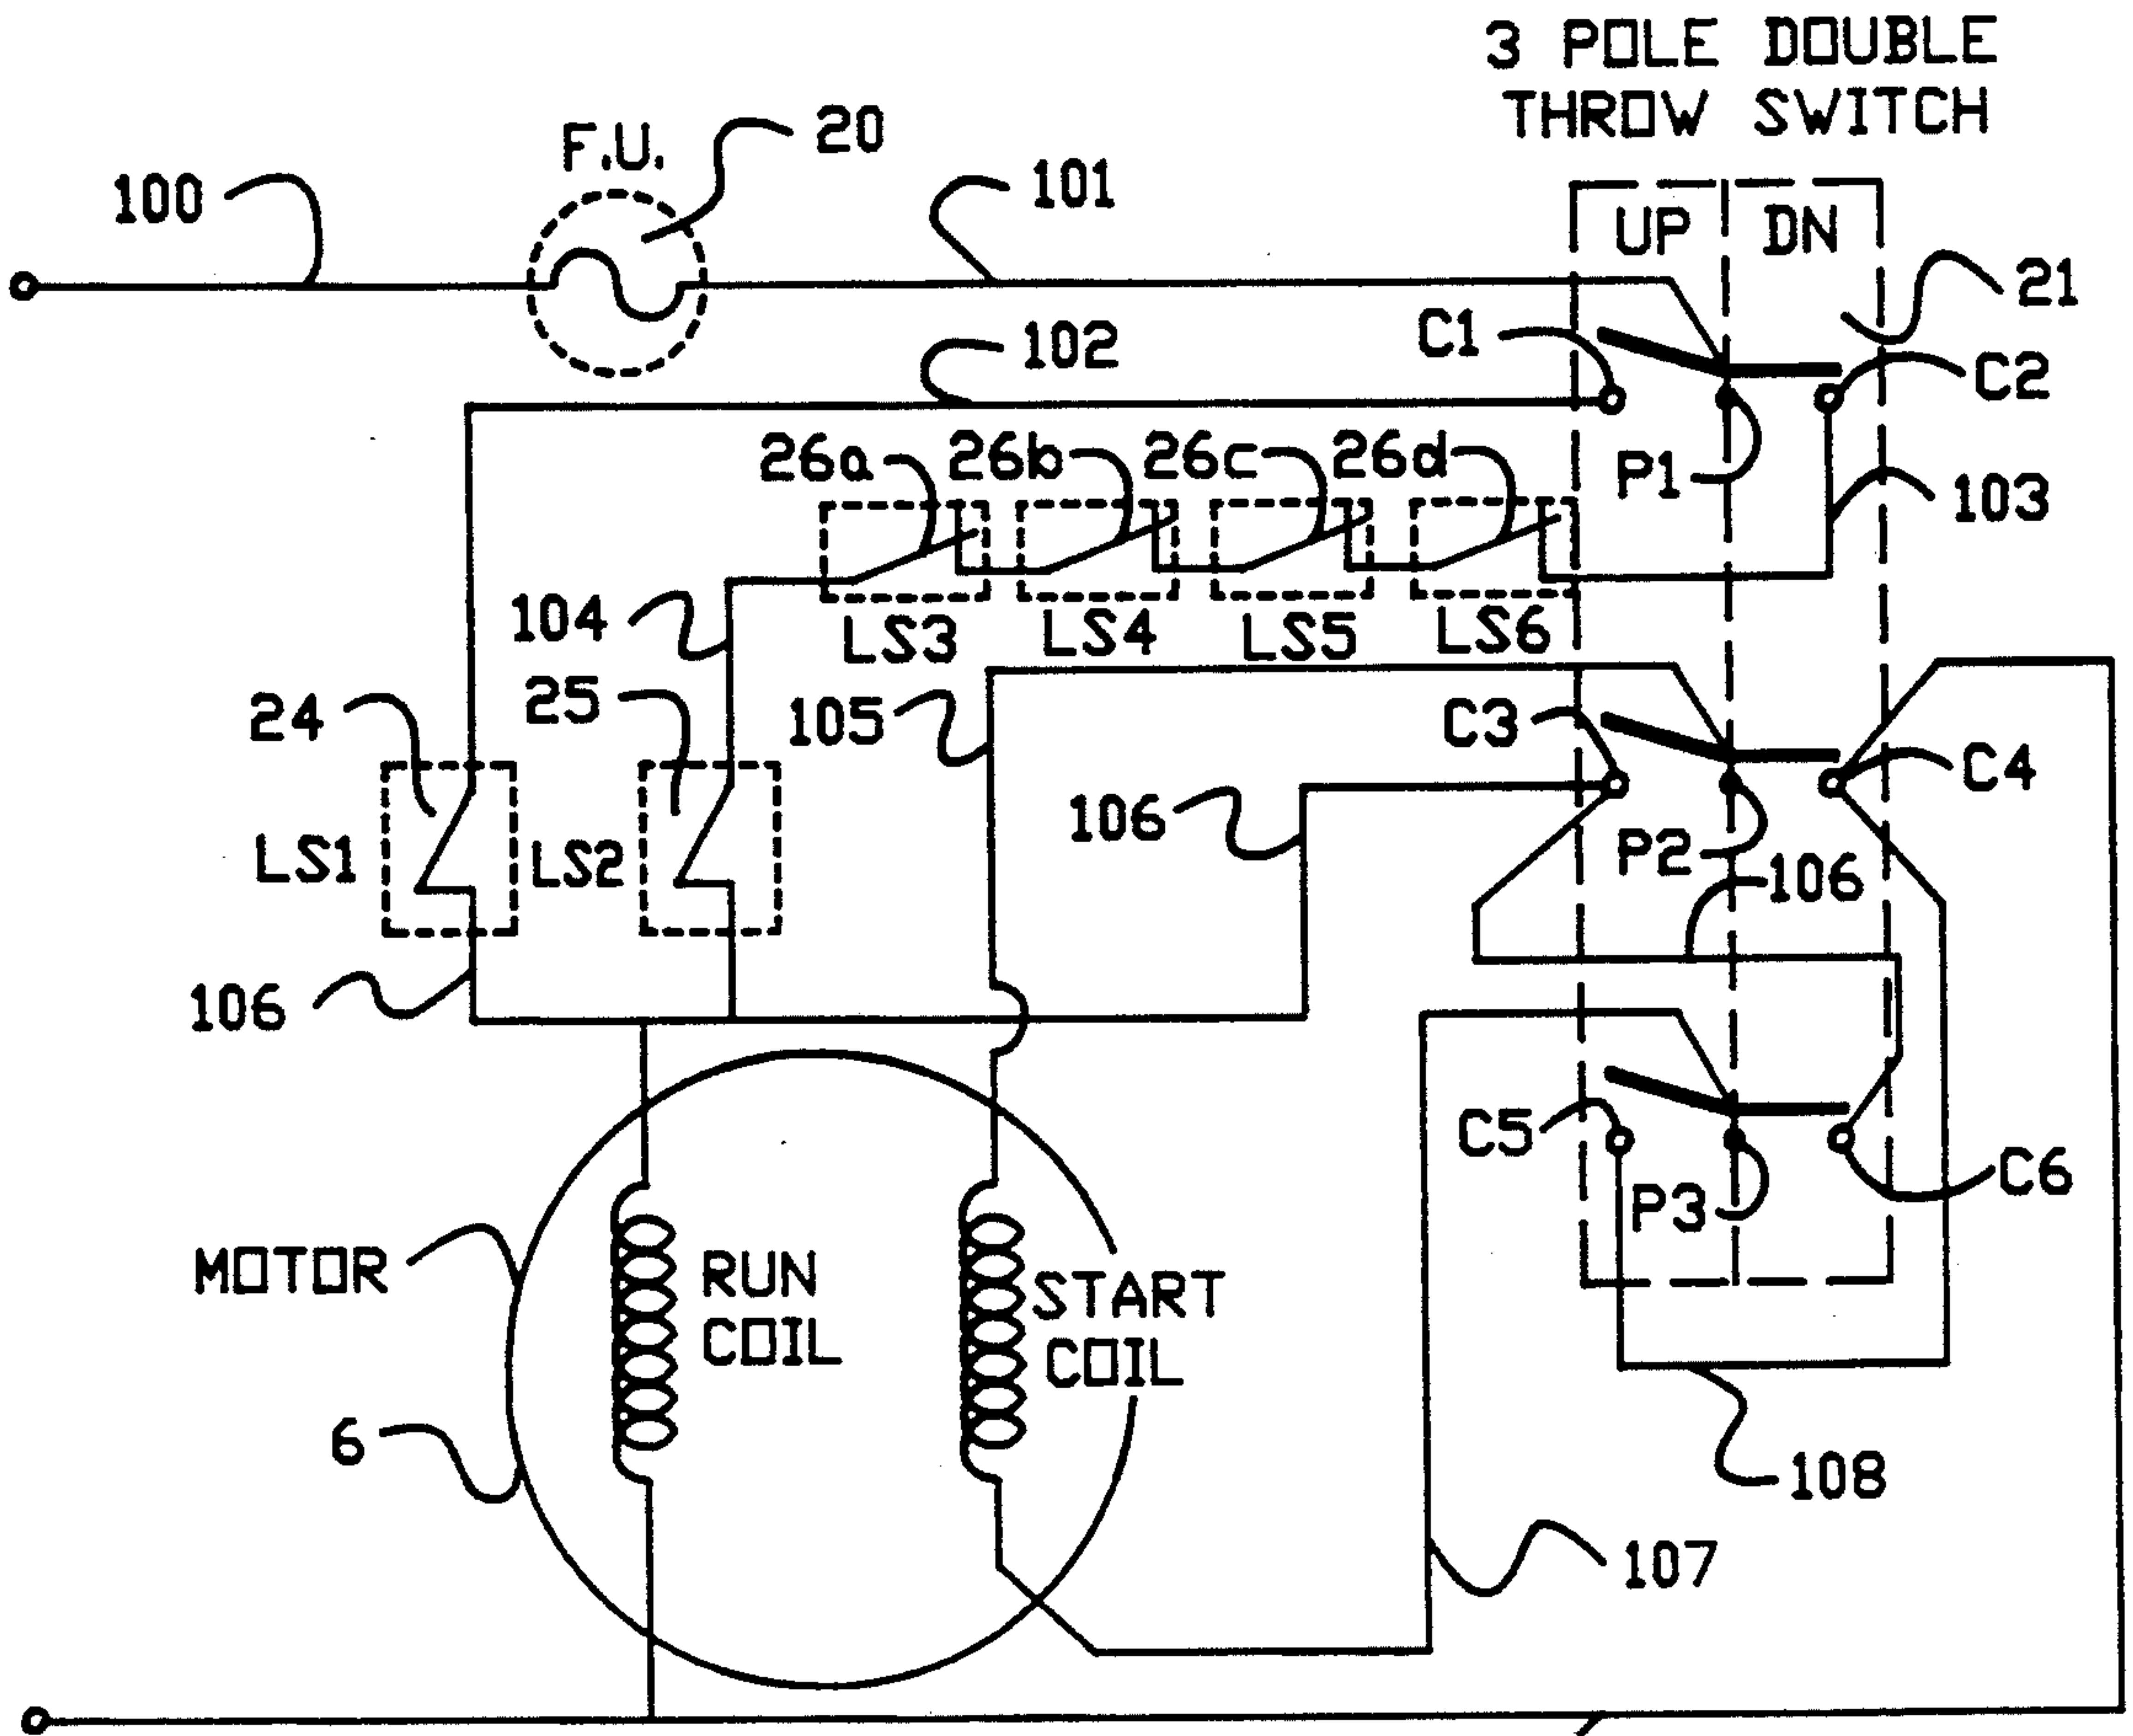 3 POLE DOUBLE
THROW SWITCH
F.U.
20
100
101
UP
DN
21
102
C1
C2
26a
26b
26c
26d
P1
103
104
LS3
LS4
LS5
LS6
24
25
105
C3
C4
106
LS1
LS2
P2
106
106
C5
C6
P3
MOTOR
RUN
COIL
START
COIL
6
108
107